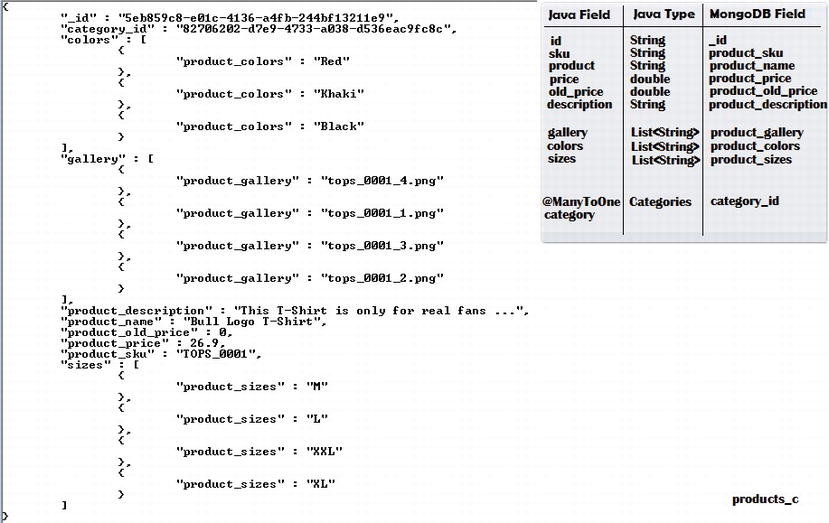 {
"_id" : "5eb859c8-e01c-4136-a4fb-244bf13211e9",
"category_id" : "82706202-d7e9-4733-a038-d536eac9fc8c",
"colors" : [
{
"product_colors" : "Red"
},
{
"product_colors" : "Khaki"
},
{
"product_colors" : "Black"
}
],
"gallery" : [
{
"product_gallery" : "tops_0001_4.png"
},
{
"product_gallery" : "tops_0001_1.png"
},
{
"product_gallery" : "tops_0001_3.png"
},
{
"product_gallery" : "tops_0001_2.png"
}
],
"product_description" : "This T-Shirt is only for real fans ...",
"product_name" : "Bull Logo T-Shirt",
"product_old_price" : 0,
"product_price" : 26.9,
"product_sku" : "TOPS_0001",
"sizes" : [
{
"product_sizes" : "M"
},
{
"product_sizes" : "L"
},
{
"product_sizes" : "XXL"
},
{
"product_sizes" : "XL"
}
]
}
Java Field Java Type MongoDB Field
id String _id
sku String product_sku
product String product_name
price double product_price
old_price double product_old_price
description String product_description
gallery List<String> product_gallery
colors List<String> product_colors
sizes List<String> product_sizes
@ManyToOne Categories category_id
category
products_c